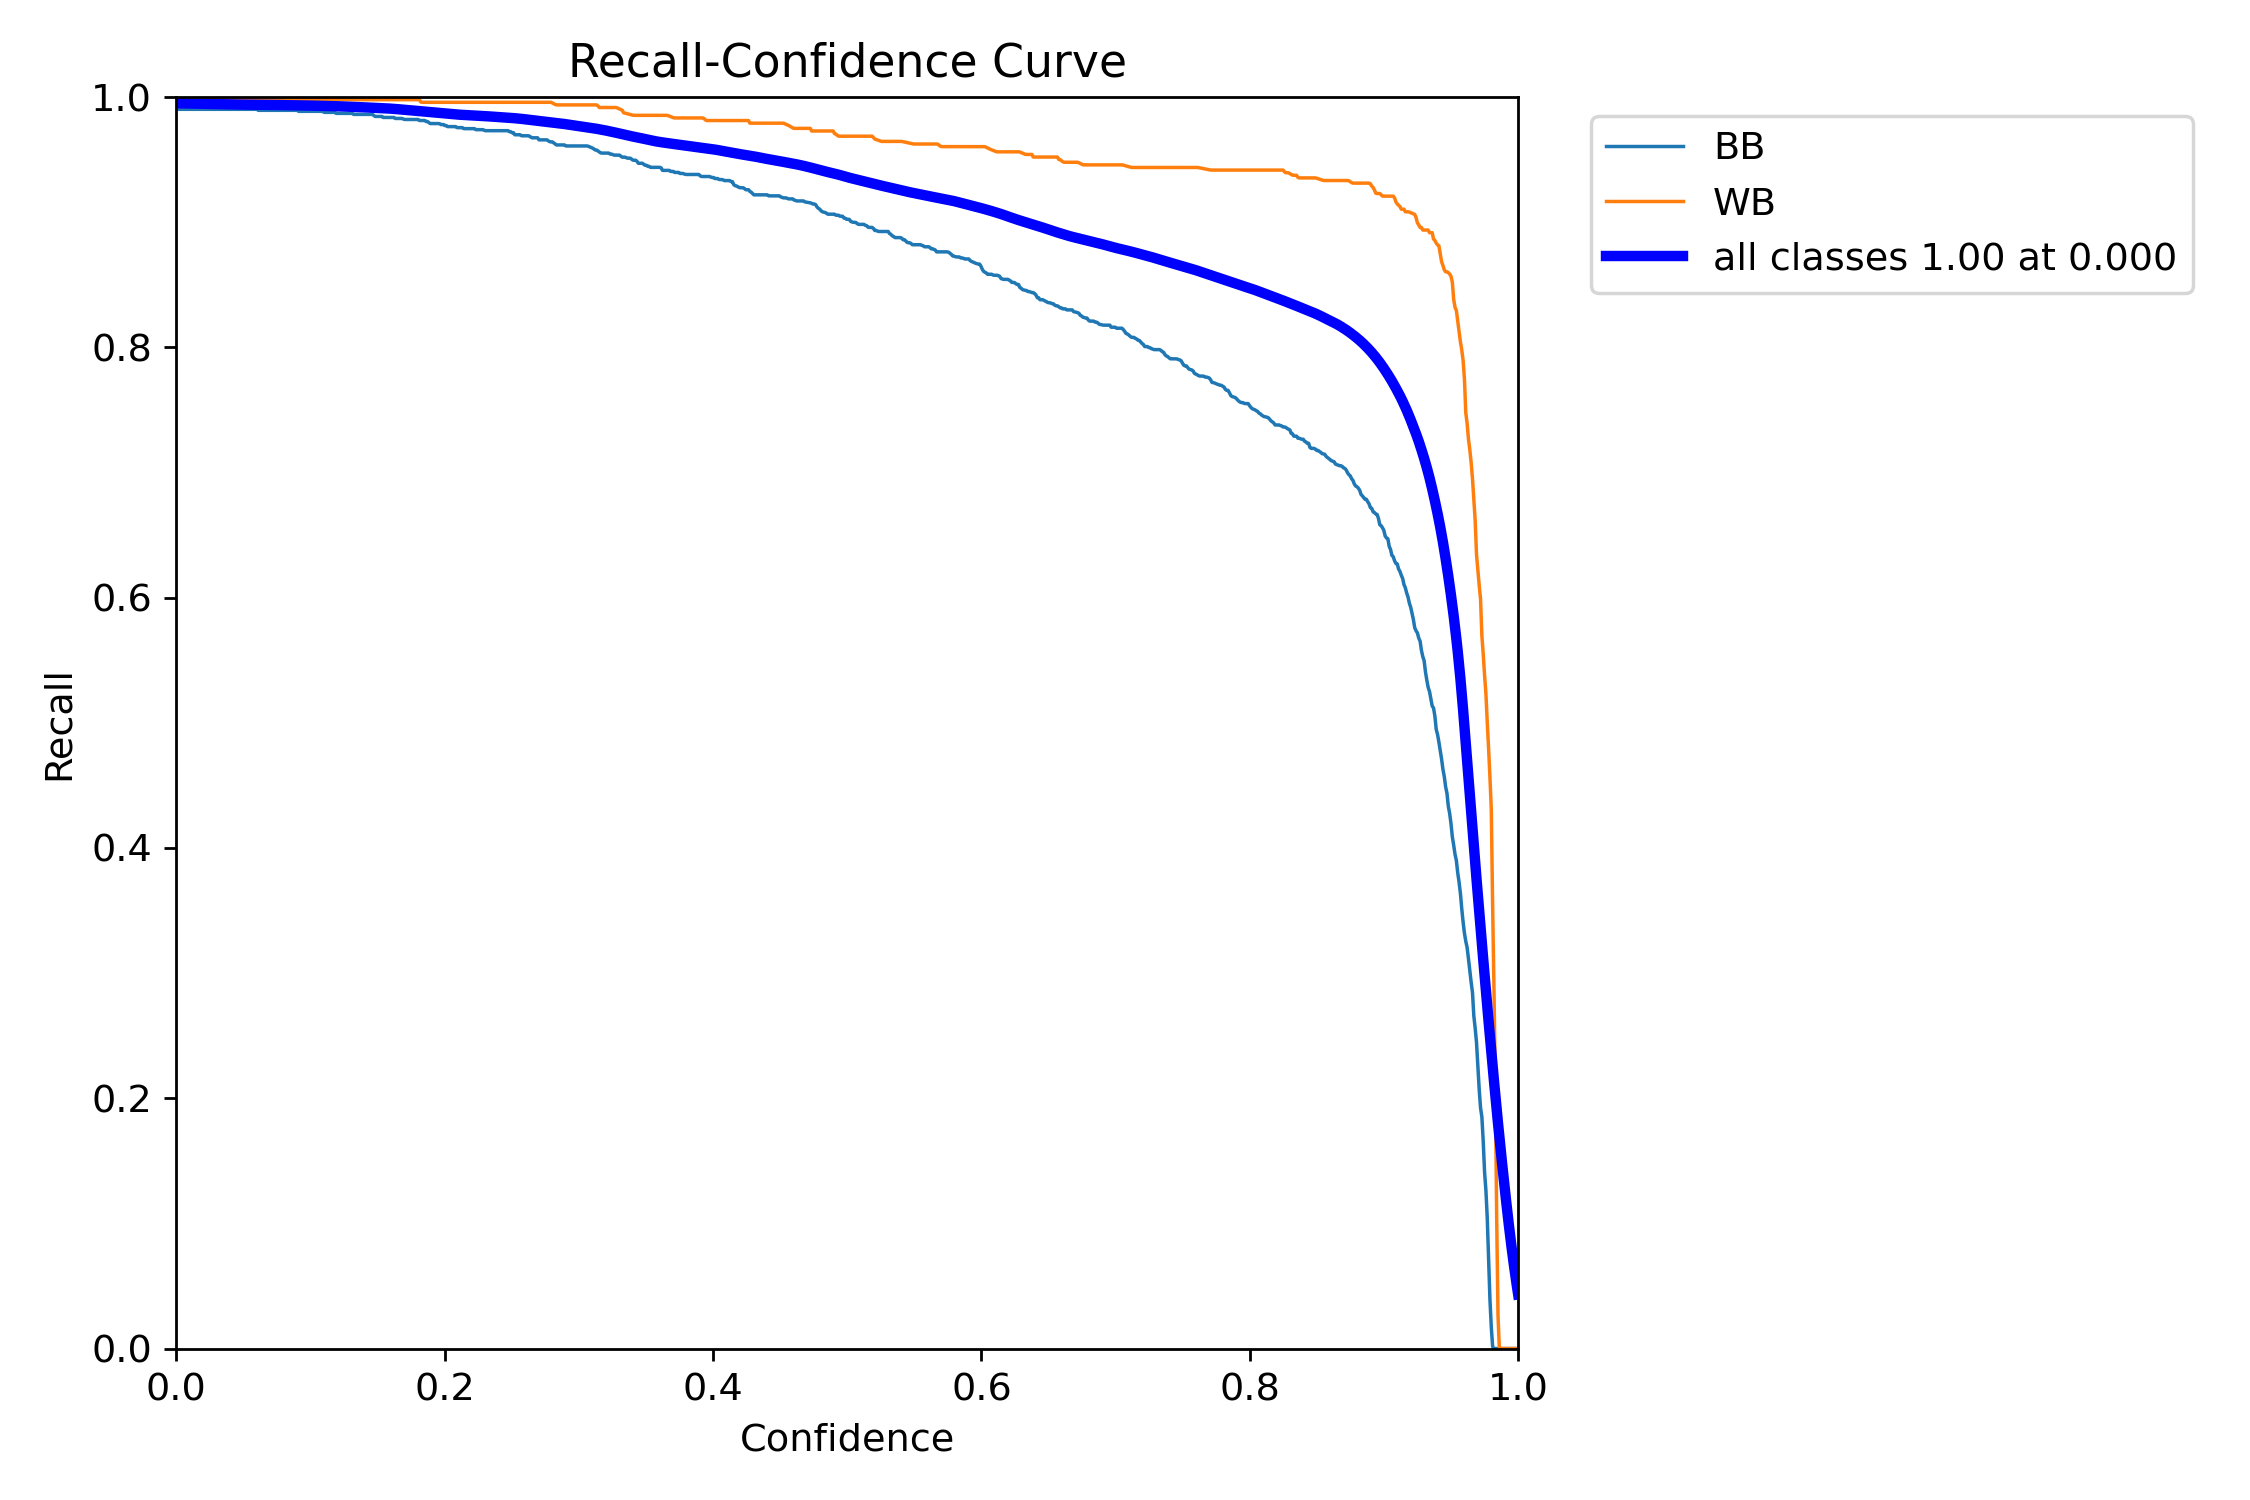 Recall-Confidence Curve
1.0
0.8
0.6
0.4
0.2
0.0
Recall
0.0 0.2 0.4 0.6 0.8 1.0
Confidence
BB
WB
all classes 1.00 at 0.000